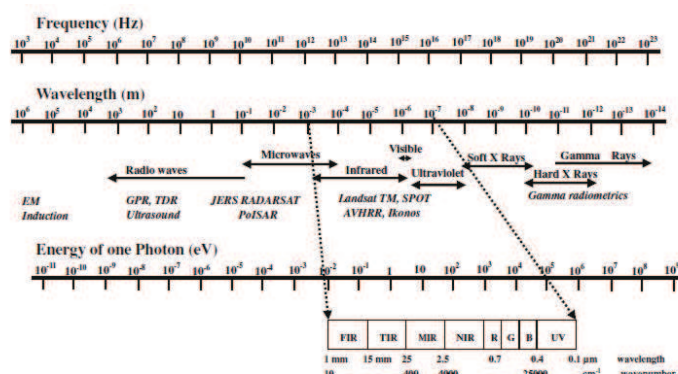 Frequency (Hz)
10³ 10⁴ 10⁵ 10⁶ 10⁷ 10⁸ 10⁹ 10¹⁰ 10¹¹ 10¹² 10¹³ 10¹⁴ 10¹⁵ 10¹⁶ 10¹⁷ 10¹⁸ 10¹⁹ 10²⁰ 10²¹ 10²² 10²³
Wavelength (m)
10⁶ 10⁵ 10⁴ 10³ 10² 10 1 10⁻¹ 10⁻² 10⁻³ 10⁻⁴ 10⁻⁵ 10⁻⁶ 10⁻⁷ 10⁻⁸ 10⁻⁹ 10⁻¹⁰ 10⁻¹¹ 10⁻¹² 10⁻¹³ 10⁻¹⁴
Visible
Microwaves Soft X Rays Gamma Rays
Radio waves Infrared Ultraviolet Hard X Rays
EM GPR, TDR JERS RADARSAT Landsat TM, SPOT Gamma radiometrics
Induction Ultrasound PolSAR AVHRR, Ikonos
Energy of one Photon (eV)
10⁻¹¹ 10⁻¹⁰ 10⁻⁹ 10⁻⁸ 10⁻⁷ 10⁻⁶ 10⁻⁵ 10⁻⁴ 10⁻³ 10⁻² 10⁻¹ 1 10 10² 10³ 10⁴ 10⁵ 10⁶ 10⁷ 10⁸ 10⁹
FIR TIR MIR NIR R G B UV
1 mm 15 mm 25 2.5 0.7 0.4 0.1 µm wavelength
10 400 4000 25000 cm⁻¹ wavenumber